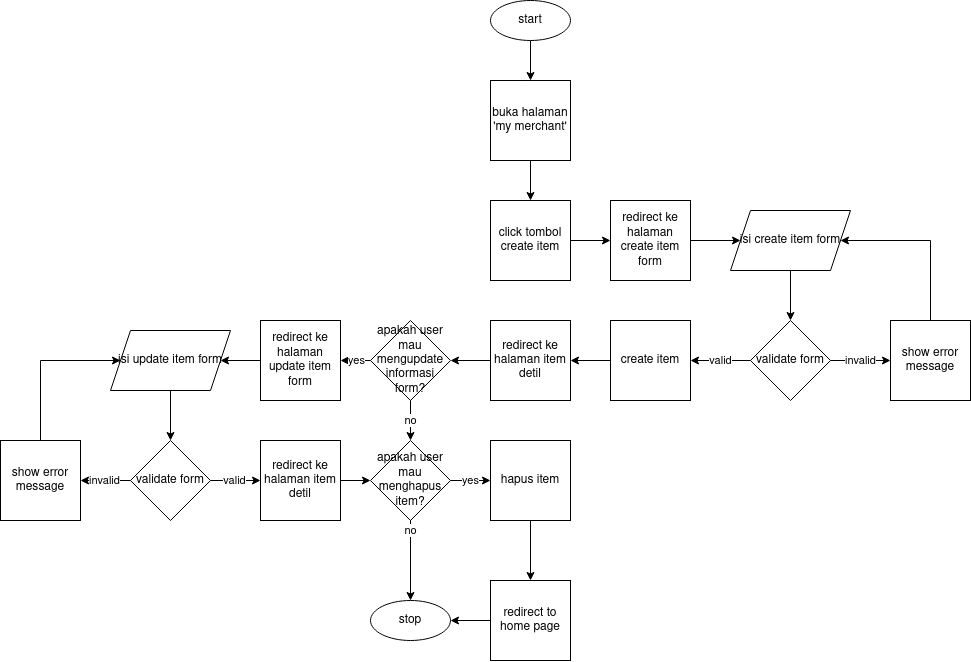 start
buka halaman
'my merchant'
click tombol
create item
redirect ke
halaman
create item
form
isi create item form
apakah user
mau
mengupdate
informasi
form?
redirect ke
halaman
update item
form
isi update item form
yes
redirect ke
halaman item
detil
create item
valid
validate form
invalid
show error
message
no
show error
message
invalid
validate form
valid
redirect ke
halaman item
detil
apakah user
mau
menghapus
item?
yes
hapus item
no
stop
redirect to
home page